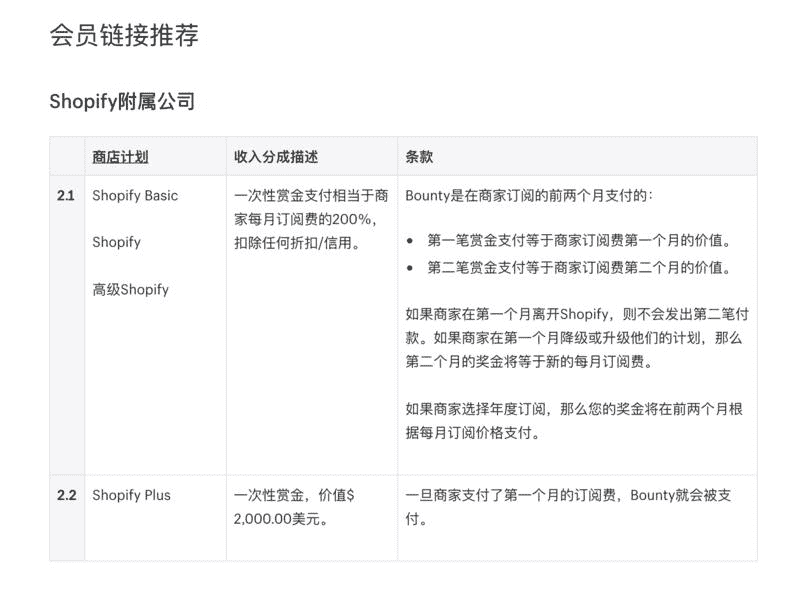 会员链接推荐
Shopify附属公司
商店计划
收入分成描述
条款
2.1
Shopify Basic
Shopify
高级Shopify
一次性赏金支付相当于商
家每月订阅费的200%，
扣除任何折扣/信用。
Bounty是在商家订阅的前两个月支付的：
• 第一笔赏金支付等于商家订阅费第一个月的价值。
• 第二笔赏金支付等于商家订阅费第二个月的价值。
如果商家在第一个月离开Shopify，则不会发出第二笔付
款。如果商家在第一个月降级或升级他们的计划，那么
第二个月的奖金将等于新的每月订阅费。
如果商家选择年度订阅，那么您的奖金将在前两个月根
据每月订阅价格支付。
2.2
Shopify Plus
一次性赏金，价值$
2,000.00美元。
一旦商家支付了第一个月的订阅费，Bounty就会被支
付。